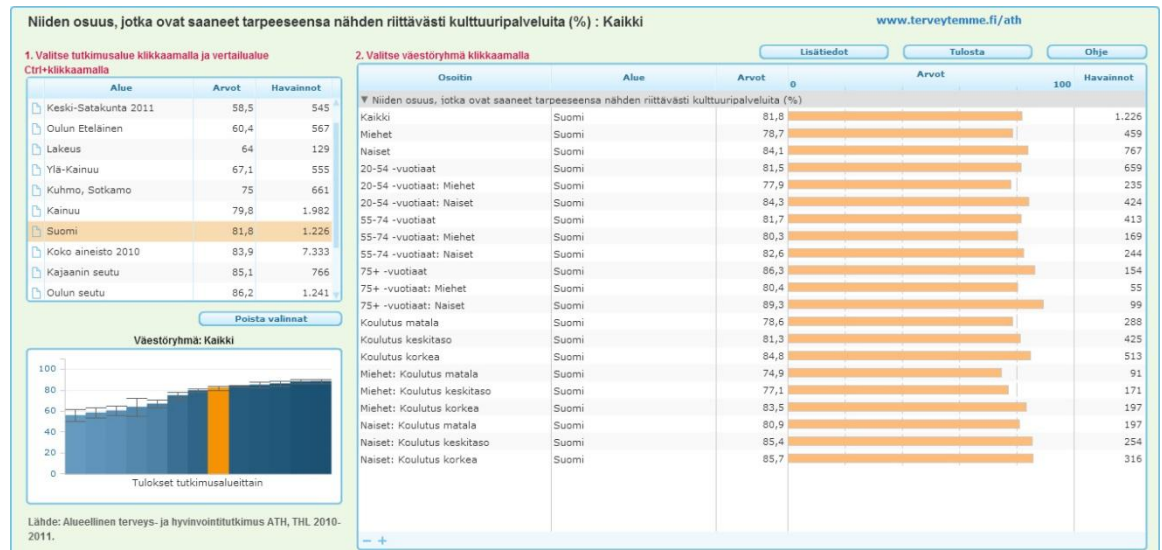 Niiden osuus, jotka ovat saaneet tarpeeseensa nähden riittävästi kulttuuripalveluita (%) : Kaikki
www.terveytemme.fi/ath
1. Valitse tutkimusalue klikkaamalla ja vertailualue
Ctrl+klikkaamalla
Alue Arvot Havainnot
Keski-Satakunta 2011 58,5 545
Oulun Eteläinen 60,4 567
Lakeus 64 129
Ylä-Kainuu 67,1 555
Kuhmo, Sotkamo 75 661
Kainuu 79,8 1.982
Suomi 81,8 1.226
Koko aineisto 2010 83,9 7.333
Kajaanin seutu 85,1 766
Oulun seutu 86,2 1.241
Poista valinnat
Väestöryhmä: Kaikki
100
80
60
40
20
0
Tulokset tutkimusalueittain
Lähde: Alueellinen terveys- ja hyvinvointitutkimus ATH, THL 2010-
2011.
2. Valitse väestöryhmä klikkaamalla
Lisätiedot Tulosta Ohje
Osoitin Alue Arvot Arvot Havainnot
0 100
▼ Niiden osuus, jotka ovat saaneet tarpeeseensa nähden riittävästi kulttuuripalveluita (%)
Kaikki Suomi 81,8 1.226
Miehet Suomi 78,7 459
Naiset Suomi 84,1 767
20-54 -vuotiaat Suomi 81,5 659
20-54 -vuotiaat: Miehet Suomi 77,9 235
20-54 -vuotiaat: Naiset Suomi 84,3 424
55-74 -vuotiaat Suomi 81,7 413
55-74 -vuotiaat: Miehet Suomi 80,3 169
55-74 -vuotiaat: Naiset Suomi 82,6 244
75+ -vuotiaat Suomi 86,3 154
75+ -vuotiaat: Miehet Suomi 80,4 55
75+ -vuotiaat: Naiset Suomi 89,3 99
Koulutus matala Suomi 78,6 288
Koulutus keskitaso Suomi 81,3 425
Koulutus korkea Suomi 84,8 513
Miehet: Koulutus matala Suomi 74,9 91
Miehet: Koulutus keskitaso Suomi 77,1 171
Miehet: Koulutus korkea Suomi 83,5 197
Naiset: Koulutus matala Suomi 80,9 197
Naiset: Koulutus keskitaso Suomi 85,4 254
Naiset: Koulutus korkea Suomi 85,7 316
− +